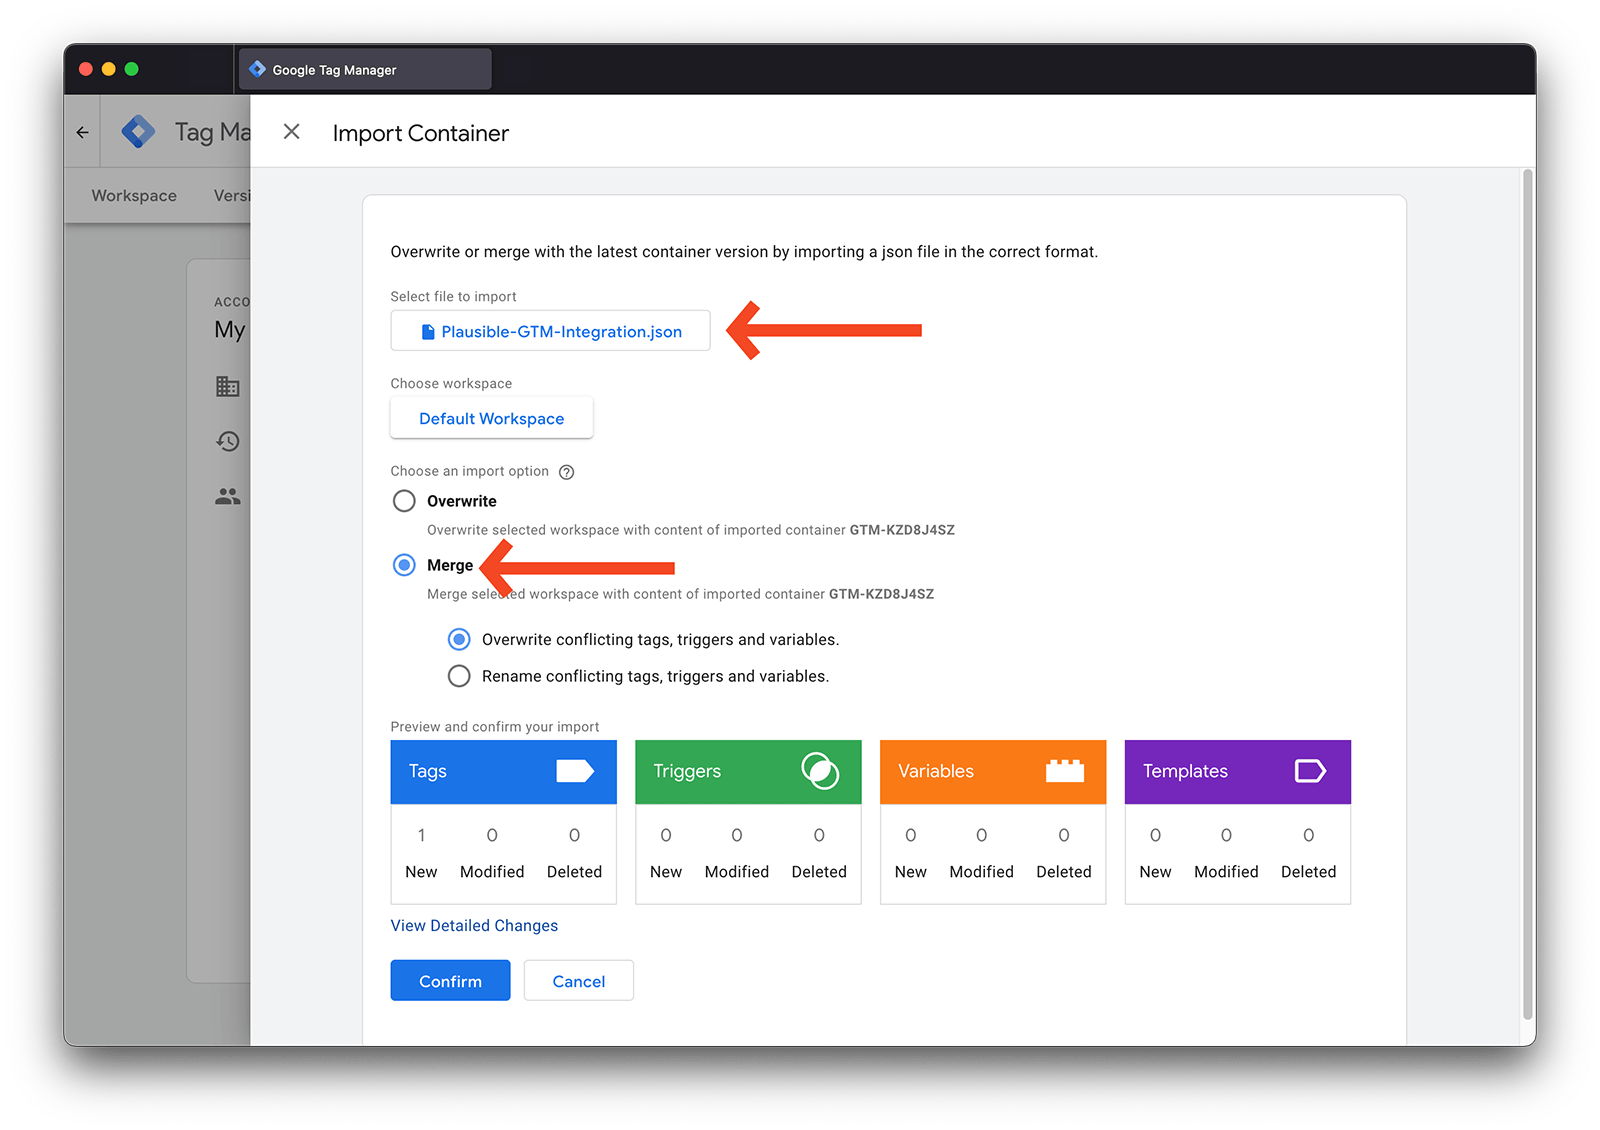 Google Tag Manager
Tag Ma
Import Container
Workspace
Versi
Overwrite or merge with the latest container version by importing a json file in the correct format.
ACCO
My
Select file to import
Plausible-GTM-Integration.json
Choose workspace
Default Workspace
Choose an import option
Overwrite
Overwrite selected workspace with content of imported container GTM-KZD8J4SZ
Merge
Merge selected workspace with content of imported container GTM-KZD8J4SZ
Overwrite conflicting tags, triggers and variables.
Rename conflicting tags, triggers and variables.
Preview and confirm your import
Tags
Triggers
Variables
Templates
1 0 0
0 0 0
0 0 0
0 0 0
New Modified Deleted
New Modified Deleted
New Modified Deleted
New Modified Deleted
View Detailed Changes
Confirm
Cancel